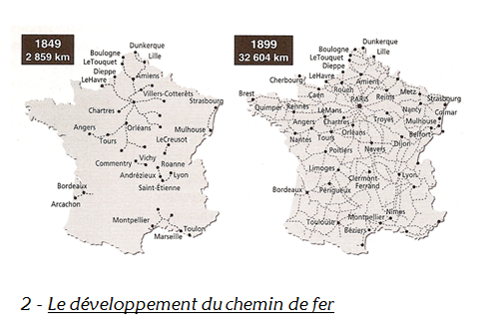 1849
2 859 km
Dunkerque
Boulogne
Lille
LeTouquet
Dieppe
LeHavre
Amiens
Villers-Cotterêts
Strasbourg
Chartres
Angers
Orléans
Mulhouse
Tours
LeCreusot
Vichy
Commentry
Roanne
Andrézieux
Lyon
Bordeaux
Saint-Étienne
Arcachon
Montpellier
Toulon
Marseille
1899
32 604 km
Dunkerque
Boulogne
Lille
LeTouquet
Dieppe
LeHavre
Cherbourg
Amiens
Rouen
Brest
Caen
PARIS
Reims
Metz
Strasbourg
Quimper
Rennes
LeMans
Nancy
Colmar
Angers
Chartres
Troyes
Mulhouse
Nantes
Tours
Orléans
Belfort
Poitiers
Nevers
Dijon
Limoges
Clermont
Ferrand
Lyon
Bordeaux
Périgueux
Toulouse
Montpellier
Nîmes
Béziers
2 - Le développement du chemin de fer